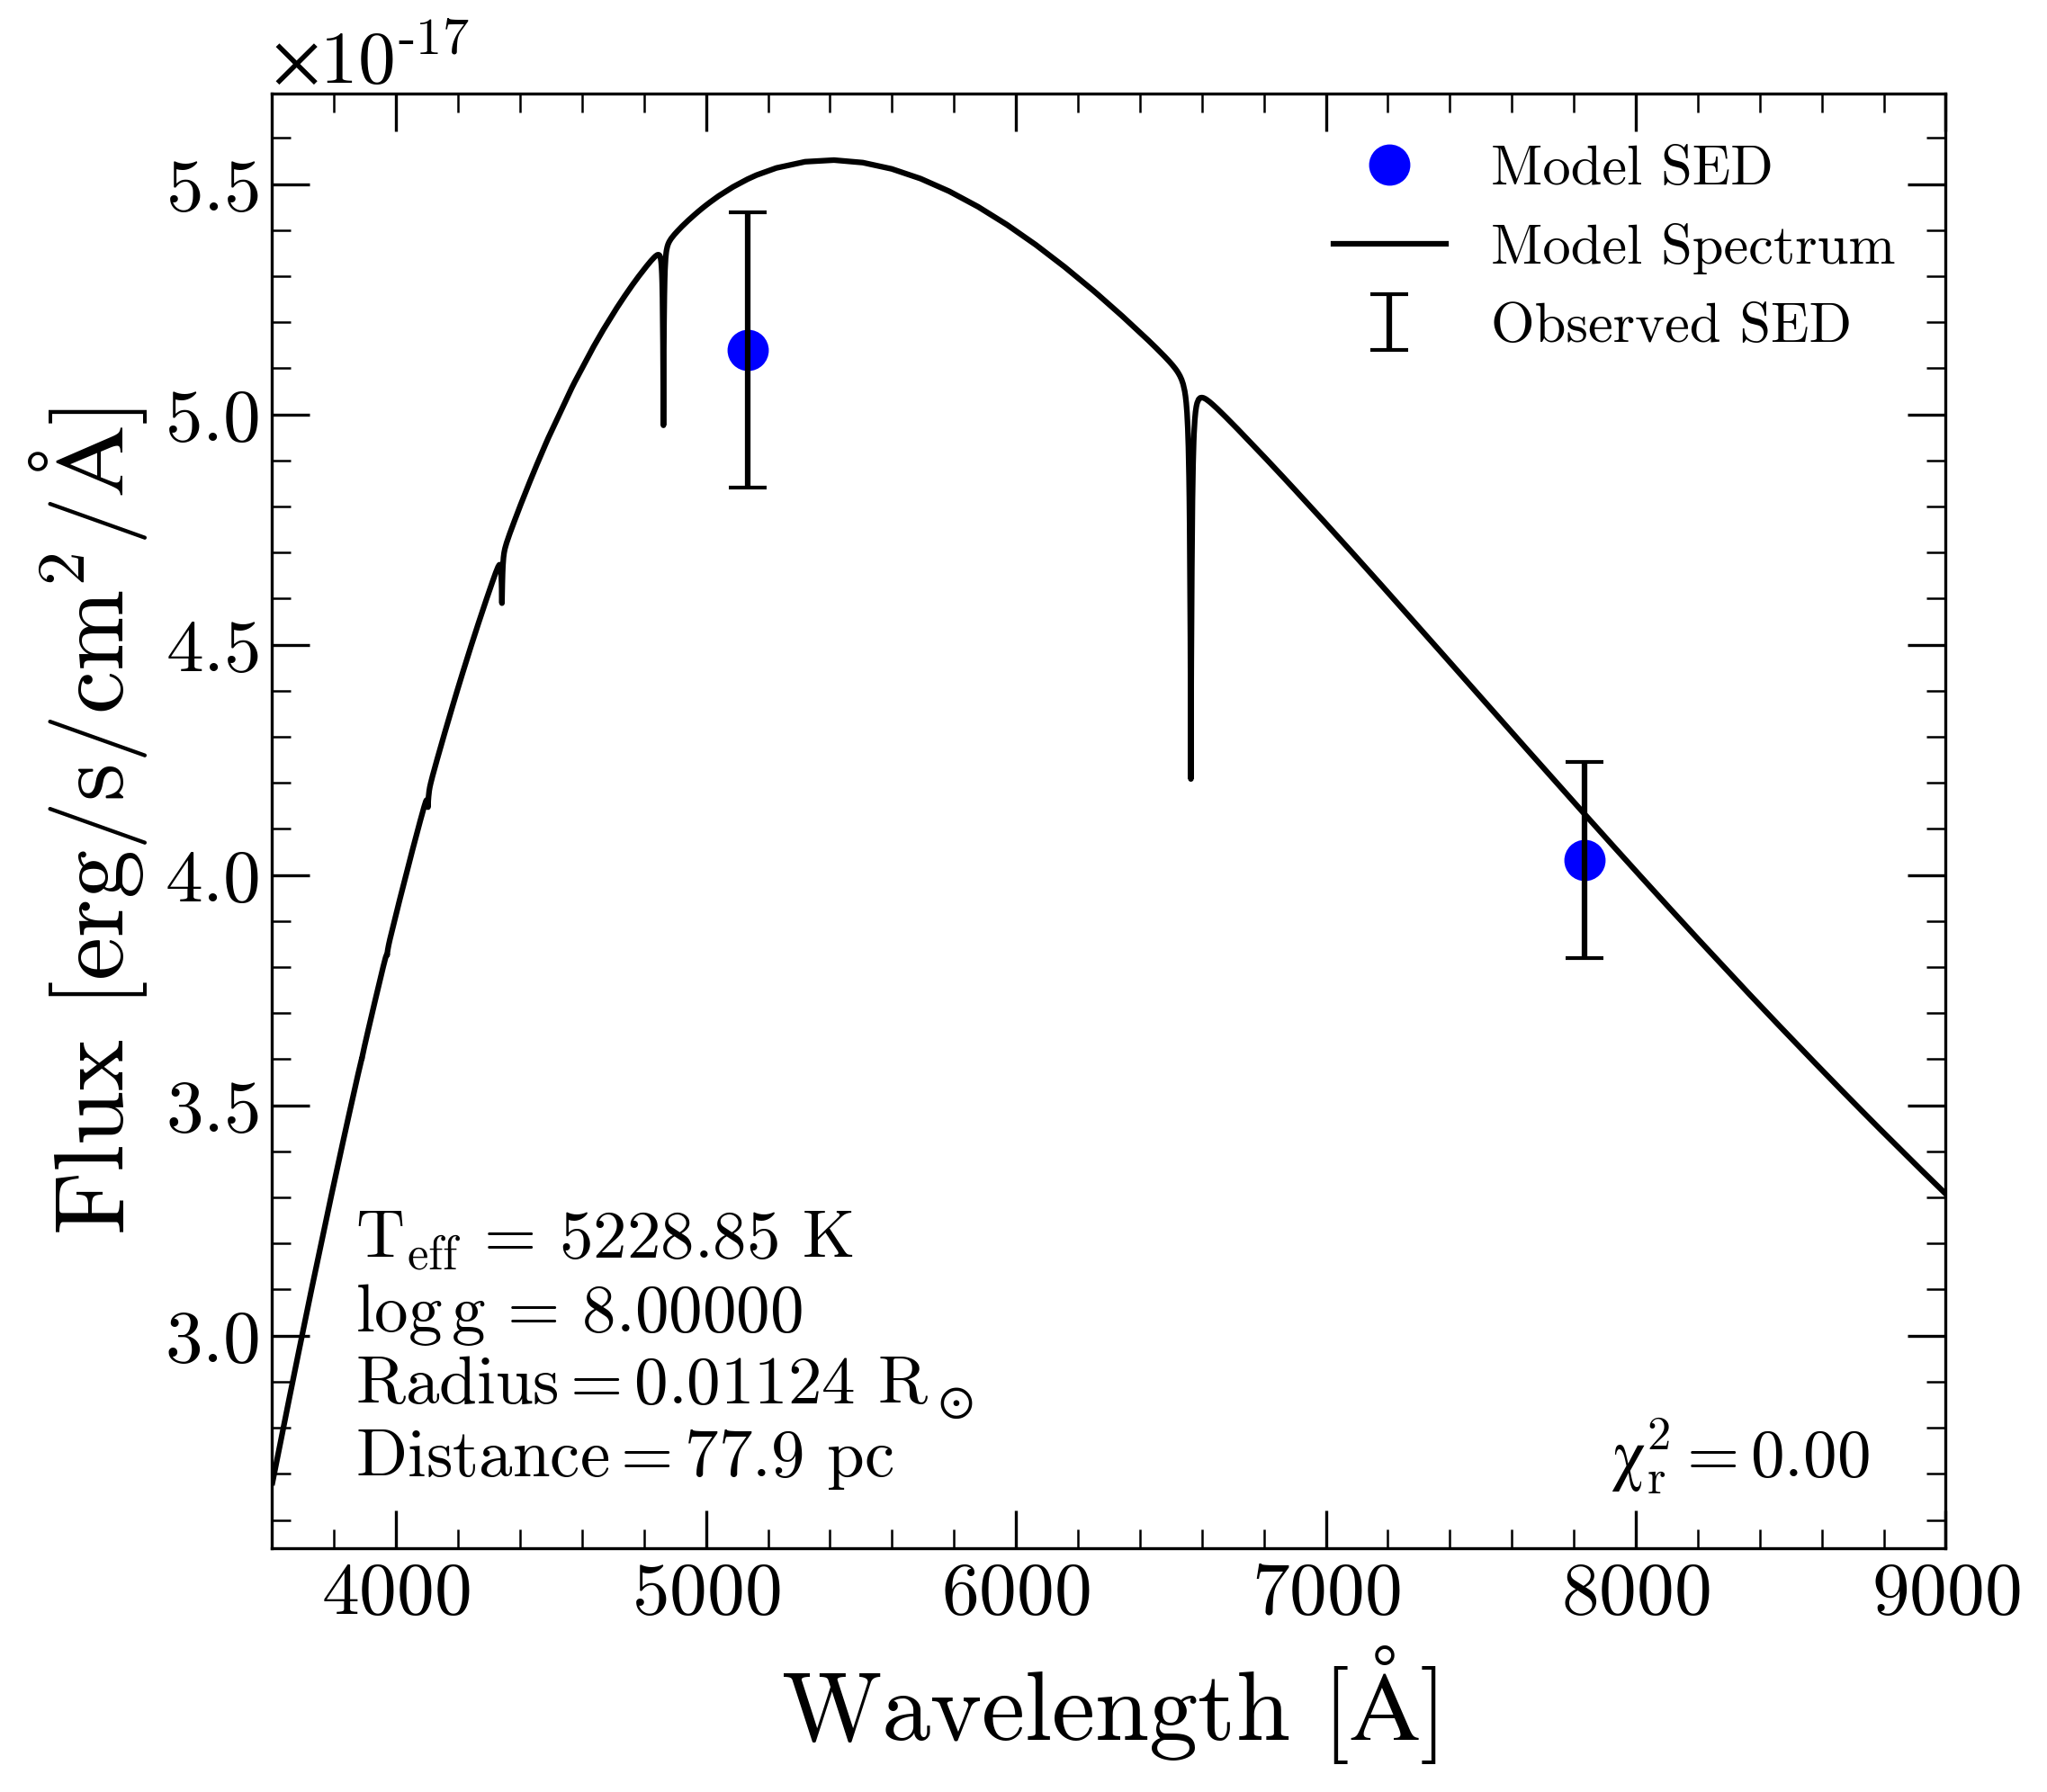 ×10-17
5.5
5.0
4.5
4.0
3.5
3.0
Flux [erg/s/cm²/Å]
Model SED
Model Spectrum
Observed SED
T_eff = 5228.85 K
log g = 8.00000
Radius = 0.01124 R⊙
Distance = 77.9 pc
χ²_r = 0.00
4000 5000 6000 7000 8000 9000
Wavelength [Å]